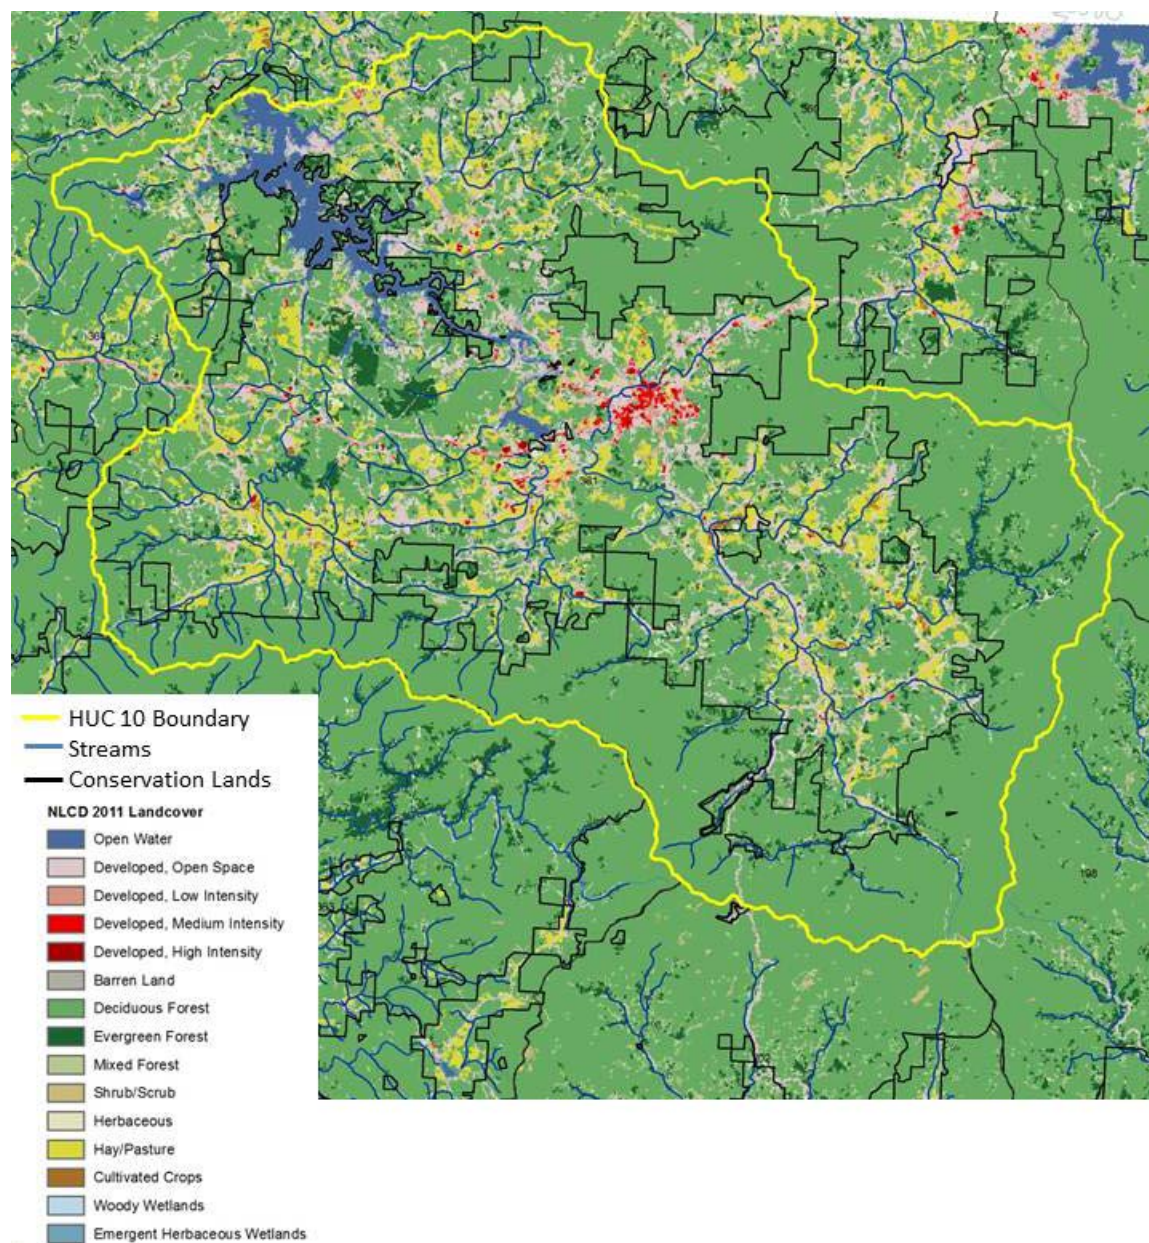 361
198
HUC 10 Boundary
Streams
Conservation Lands
NLCD 2011 Landcover
Open Water
Developed, Open Space
Developed, Low Intensity
Developed, Medium Intensity
Developed, High Intensity
Barren Land
Deciduous Forest
Evergreen Forest
Mixed Forest
Shrub/Scrub
Herbaceous
Hay/Pasture
Cultivated Crops
Woody Wetlands
Emergent Herbaceous Wetlands